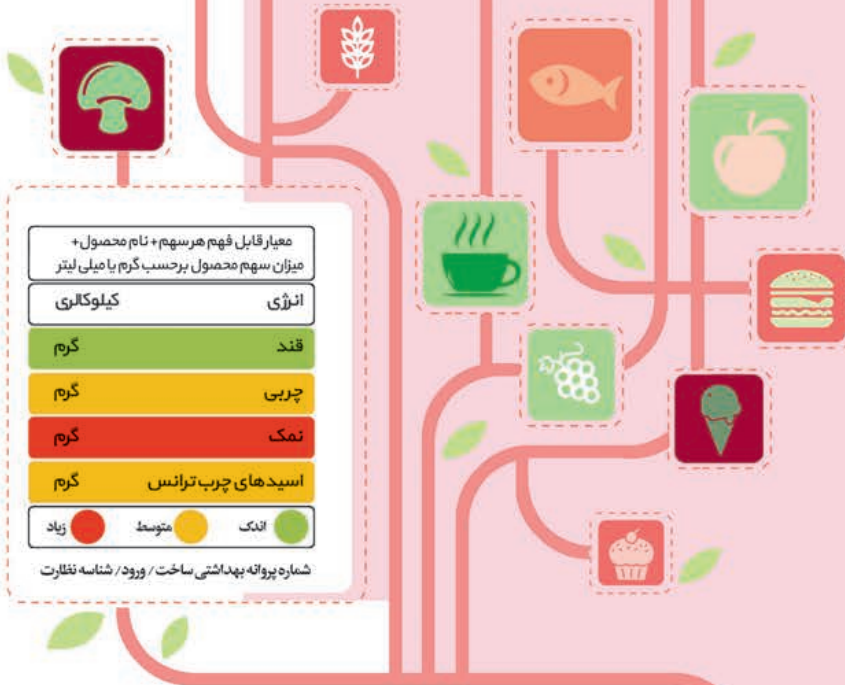 معیار قابل فهم هر سهم + نام محصول +
میزان سهم محصول برحسب گرم یا میلی لیتر
انرژی کیلوکالری
قند گرم
چربی گرم
نمک گرم
اسیدهای چرب ترانس گرم
اندک متوسط زیاد
شماره پروانه بهداشتی ساخت / ورود / شناسه نظارت